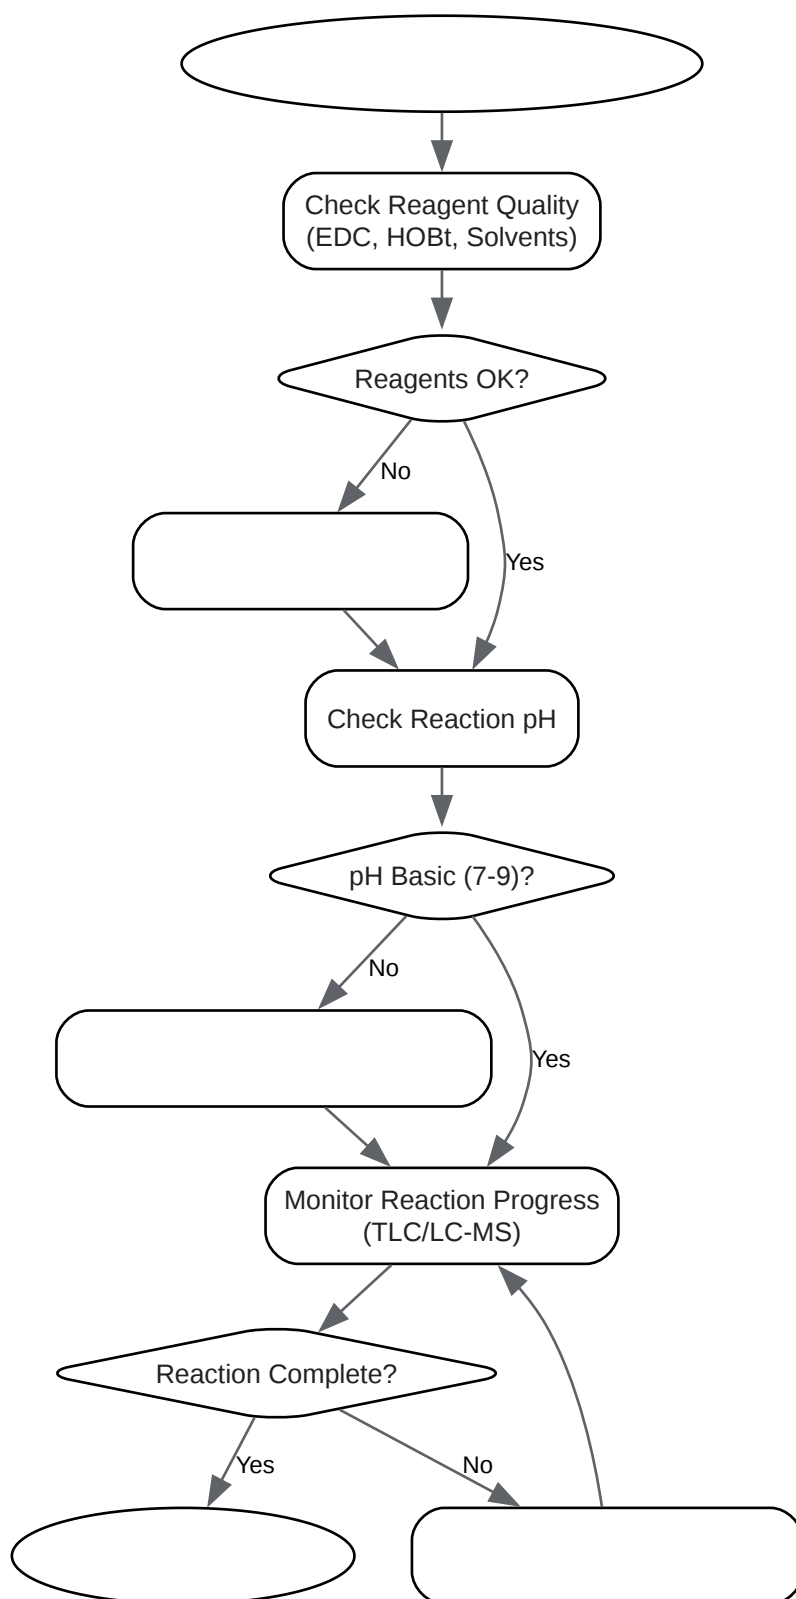 Check Reagent Quality
(EDC, HOBt, Solvents)
Reagents OK?
No
Yes
Check Reaction pH
pH Basic (7-9)?
No
Yes
Monitor Reaction Progress
(TLC/LC-MS)
Reaction Complete?
Yes
No